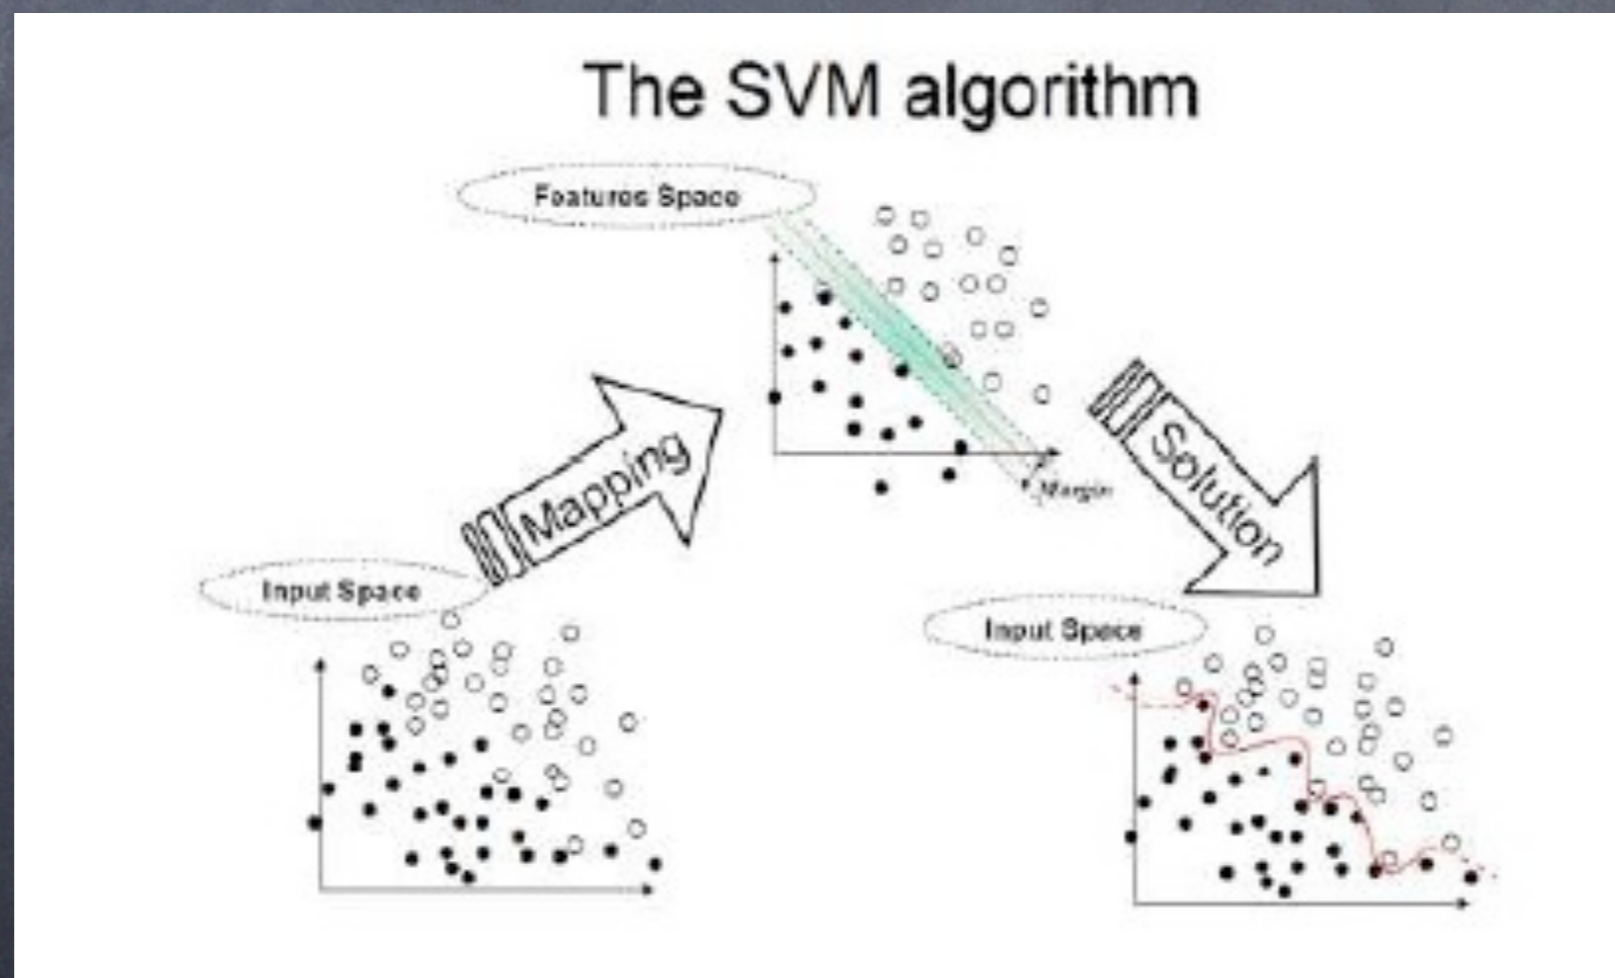 The SVM algorithm
Features Space
Mapping
Margin
Solution
Input Space
Input Space